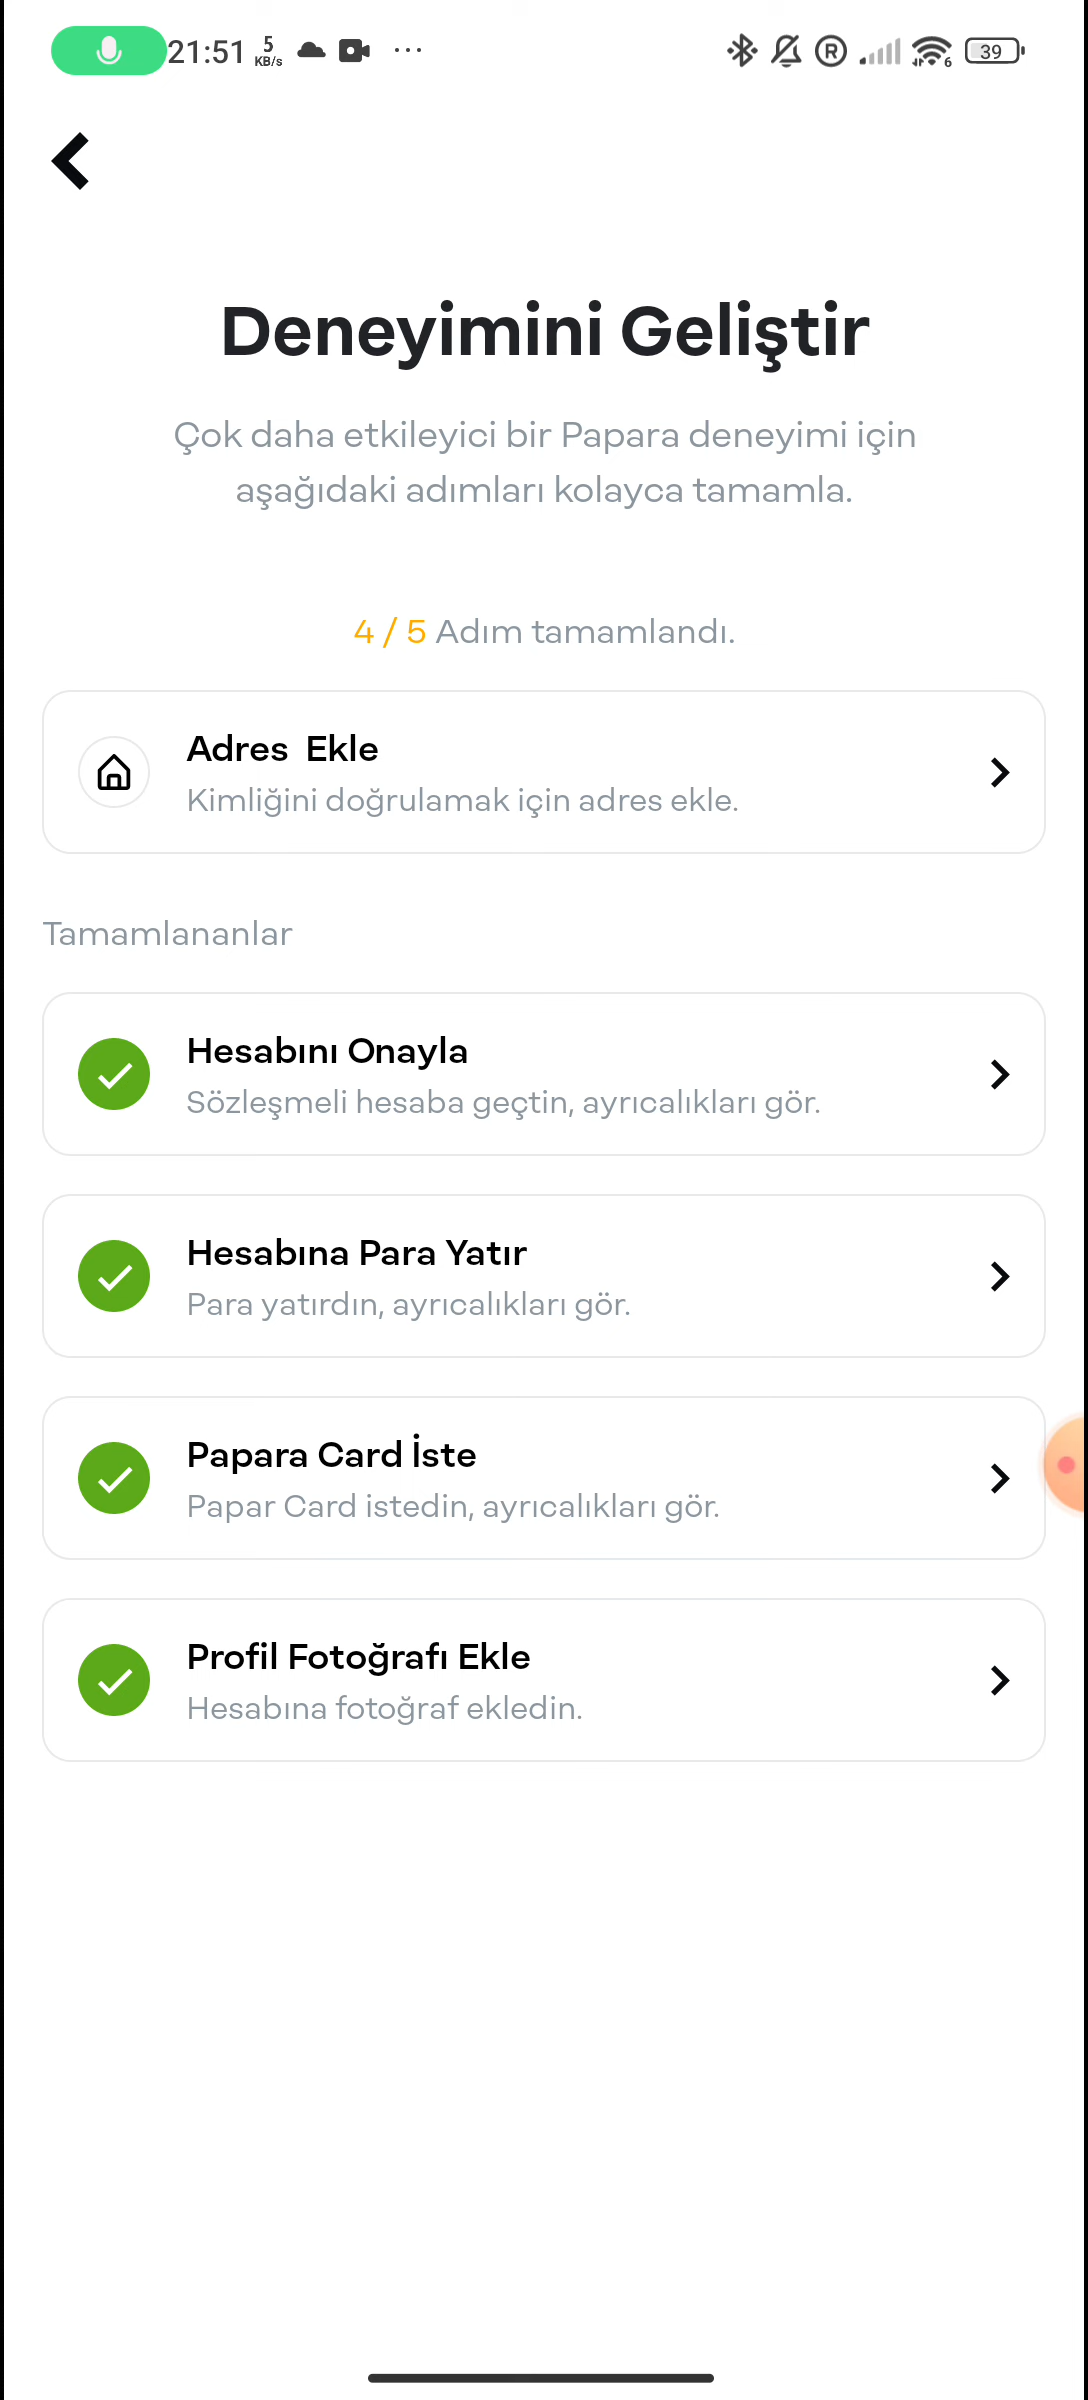 21:51 5 KB/s ... R 6 39
Deneyimini Geliştir
Çok daha etkileyici bir Papara deneyimi için
aşağıdaki adımları kolayca tamamla.
4 / 5 Adım tamamlandı.
Adres  Ekle
Kimliğini doğrulamak için adres ekle.
Tamamlananlar
Hesabını Onayla
Sözleşmeli hesaba geçtin, ayrıcalıkları gör.
Hesabına Para Yatır
Para yatırdın, ayrıcalıkları gör.
Papara Card İste
Papar Card istedin, ayrıcalıkları gör.
Profil Fotoğrafı Ekle
Hesabına fotoğraf ekledin.